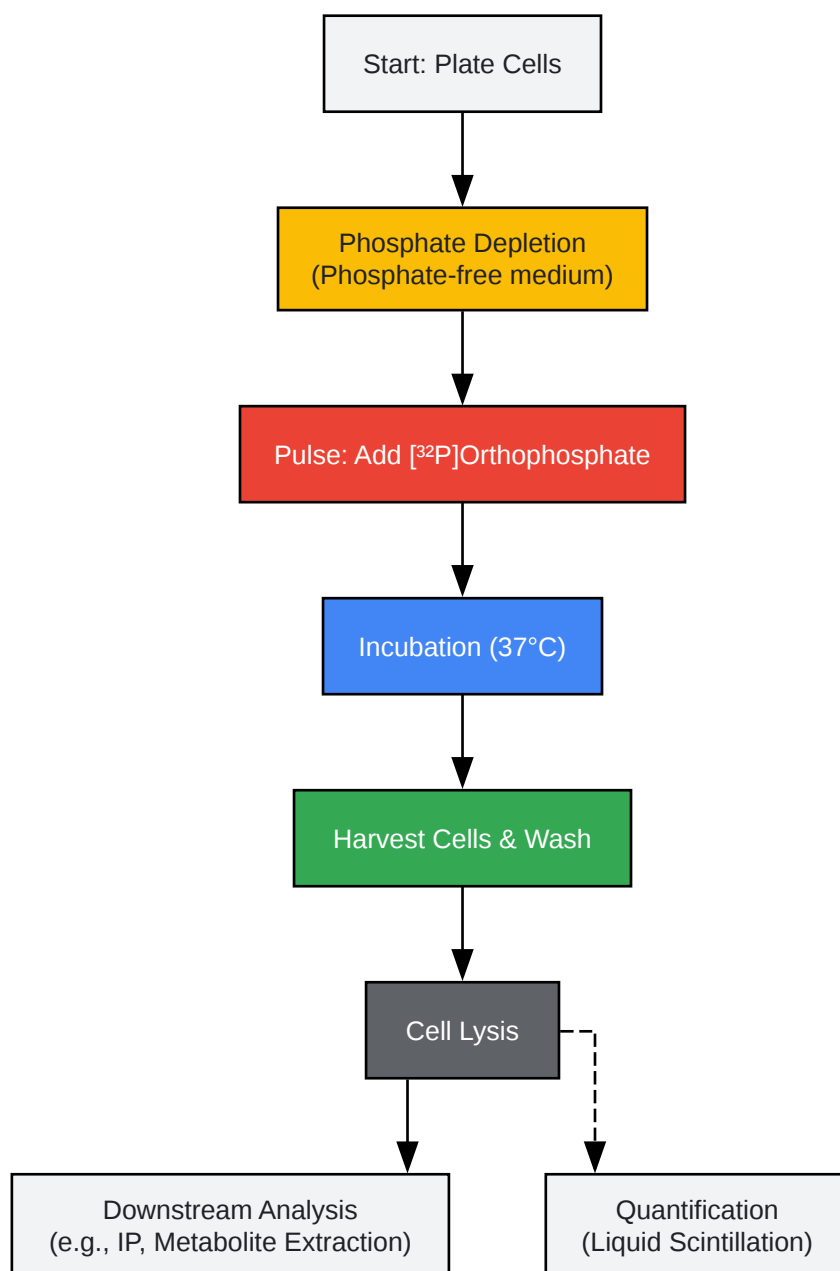 Start: Plate Cells
Phosphate Depletion
(Phosphate-free medium)
Pulse: Add [³²P]Orthophosphate
Incubation (37°C)
Harvest Cells & Wash
Cell Lysis
Downstream Analysis
(e.g., IP, Metabolite Extraction)
Quantification
(Liquid Scintillation)